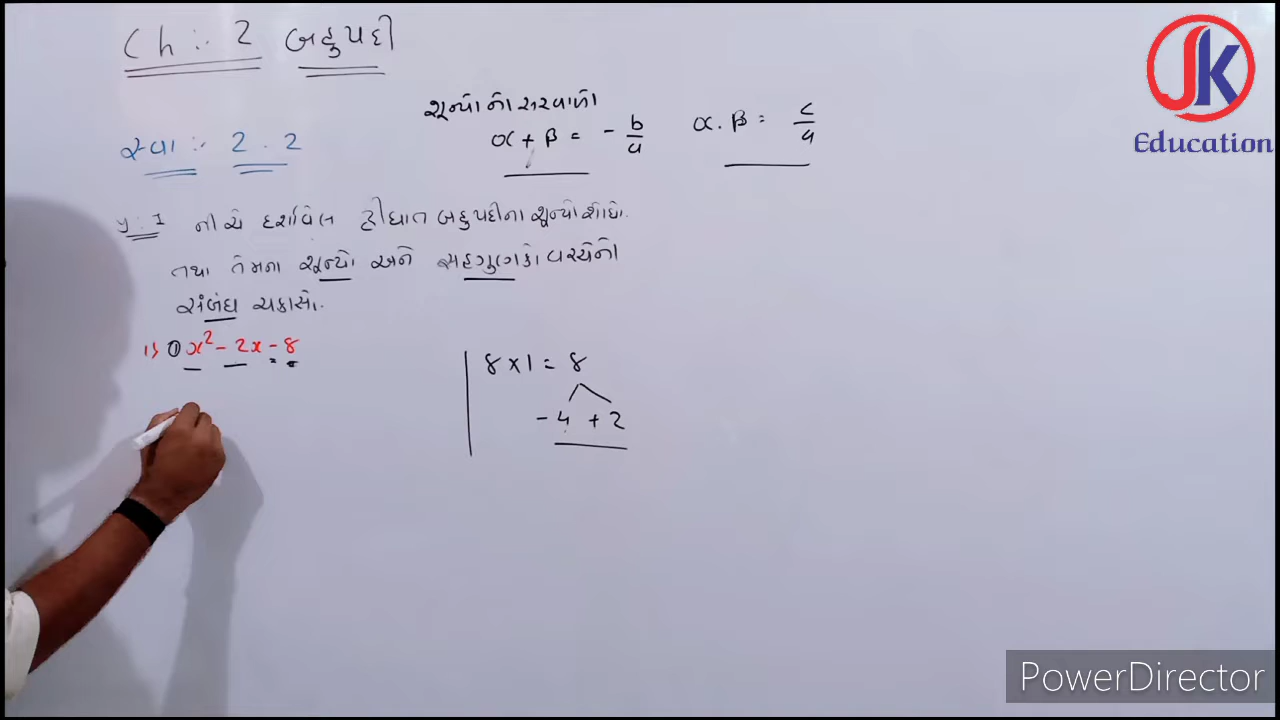 Ch :- 2 બહુપદી
શૂન્યોનો સરવાળો
α + β = - b/a
α . β = c/a
સ્વા :- 2.2
પ્ર: 1 નીચે દર્શાવેલ દ્વીઘાત બહુપદીના શૂન્યો શોધો.
તથા તેમના શૂન્યો અને સહગુણકો વચ્ચેનો
સંબંધ ચકાસો.
1) ①x² - 2x - 8
8 x 1 = 8
- 4 + 2
JK
Education
PowerDirector